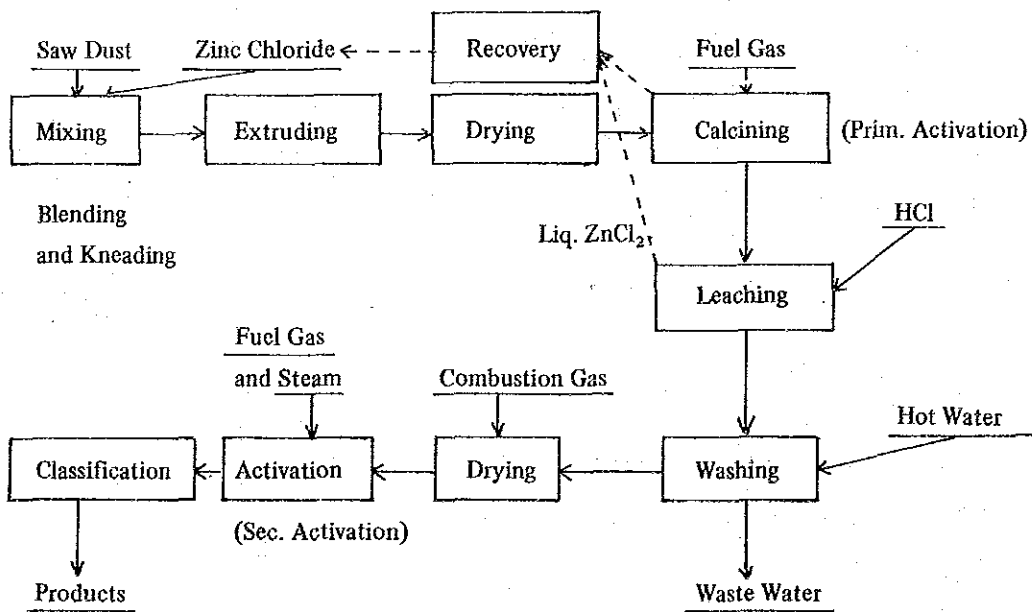 Saw Dust
Zinc Chloride
Recovery
Fuel Gas
Mixing
Extruding
Drying
Calcining
(Prim. Activation)
Blending
and Kneading
Liq. ZnCl₂
HCl
Leaching
Fuel Gas
and Steam
Combustion Gas
Hot Water
Classification
Activation
Drying
Washing
(Sec. Activation)
Products
Waste Water